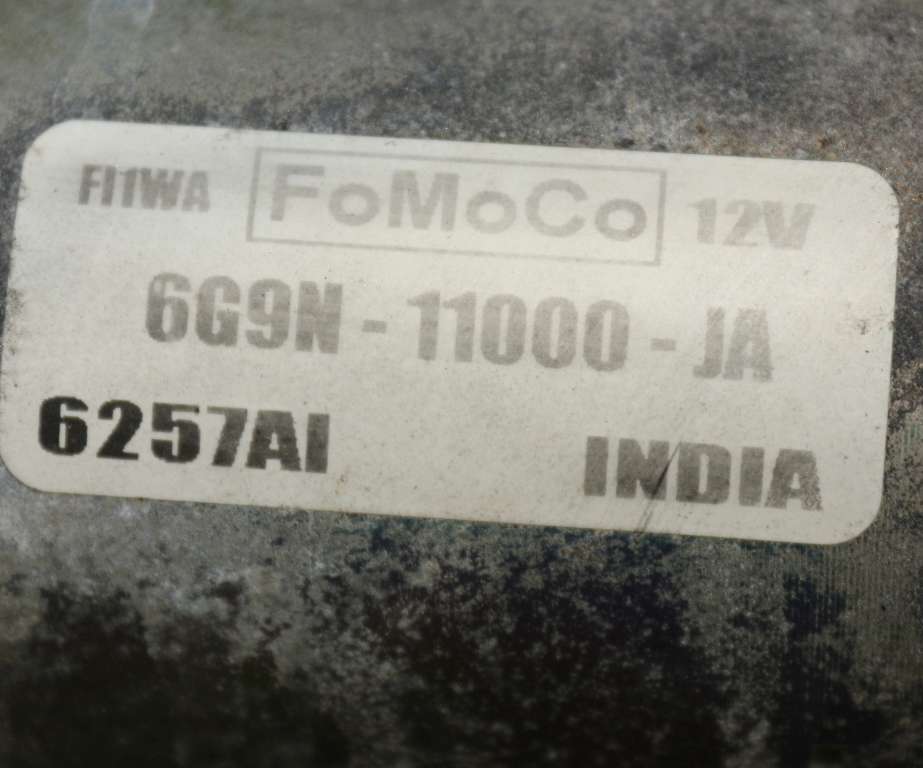 FI1WA FoMoCo 12V
6G9N - 11000 - JA
6257AI INDIA